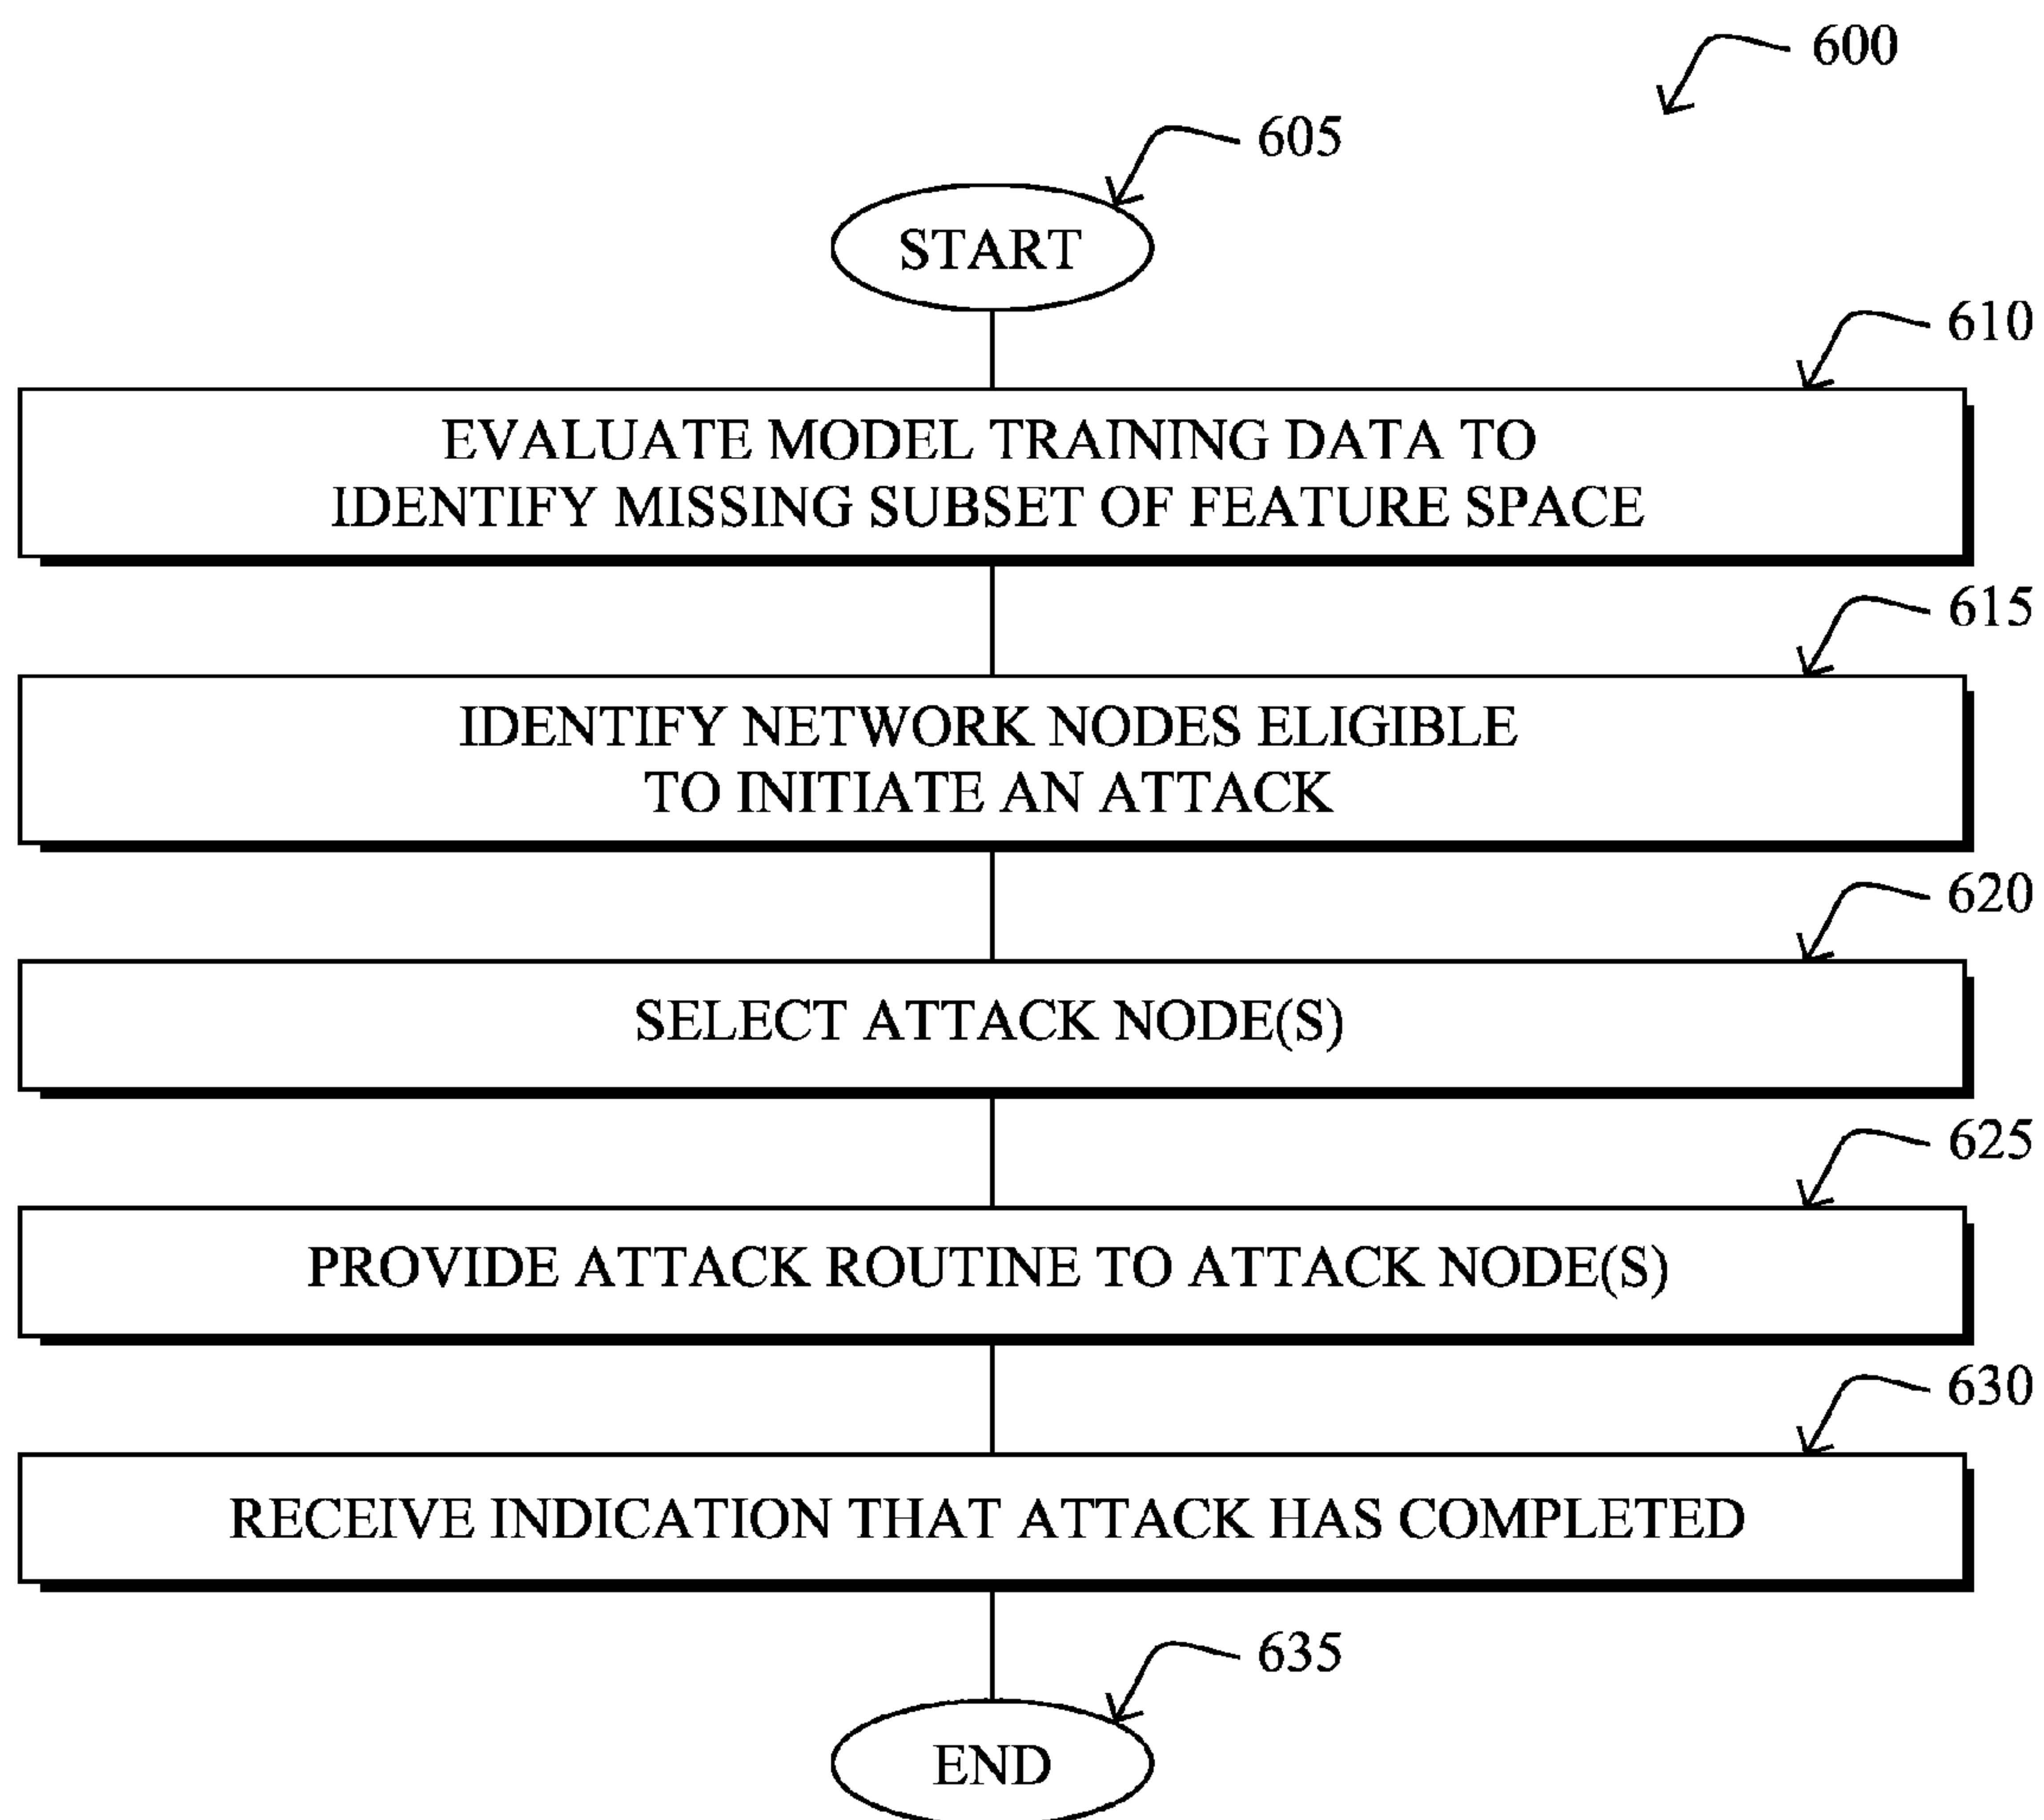 600
605
START
610
EVALUATE MODEL TRAINING DATA TO
IDENTIFY MISSING SUBSET OF FEATURE SPACE
615
IDENTIFY NETWORK NODES ELIGIBLE
TO INITIATE AN ATTACK
620
SELECT ATTACK NODE(S)
625
PROVIDE ATTACK ROUTINE TO ATTACK NODE(S)
630
RECEIVE INDICATION THAT ATTACK HAS COMPLETED
635
END